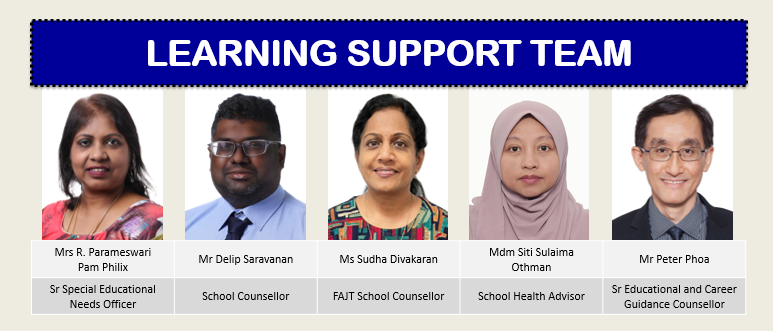 LEARNING SUPPORT TEAM
Mrs R. Parameswari
Pam Philix
Mr Delip Saravanan
Ms Sudha Divakaran
Mdm Siti Sulaima
Othman
Mr Peter Phoa
Sr Special Educational
Needs Officer
School Counsellor
FAJT School Counsellor
School Health Advisor
Sr Educational and Career
Guidance Counsellor